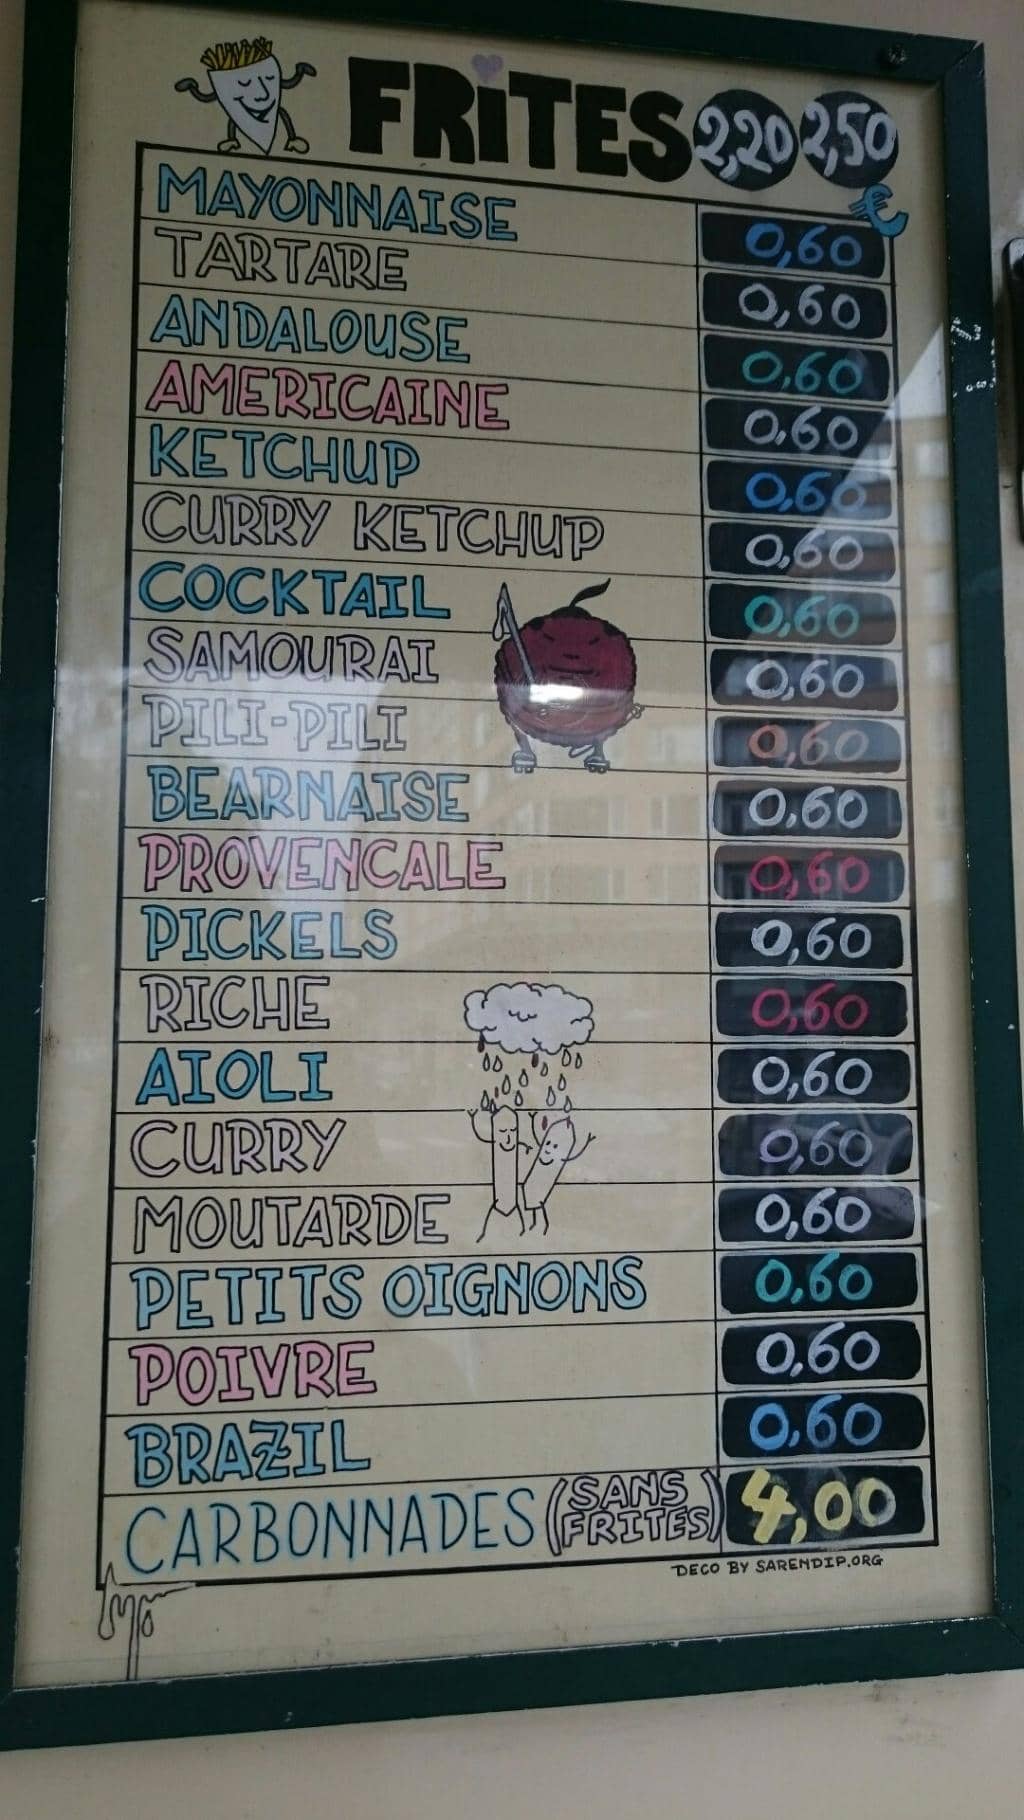 FRiTES 2,20 2,50
€
MAYONNAISE 0,60
TARTARE 0,60
ANDALOUSE 0,60
AMERICAINE 0,60
KETCHUP 0,60
CURRY KETCHUP 0,60
COCKTAIL 0,60
SAMOURAI 0,60
PILI-PILI 0,60
BEARNAISE 0,60
PROVENCALE 0,60
PICKELS 0,60
RICHE 0,60
AIOLI 0,60
CURRY 0,60
MOUTARDE 0,60
PETITS OIGNONS 0,60
POIVRE 0,60
BRAZIL 0,60
CARBONNADES (SANS FRITES) 4,00
DECO BY SARENDIP.ORG